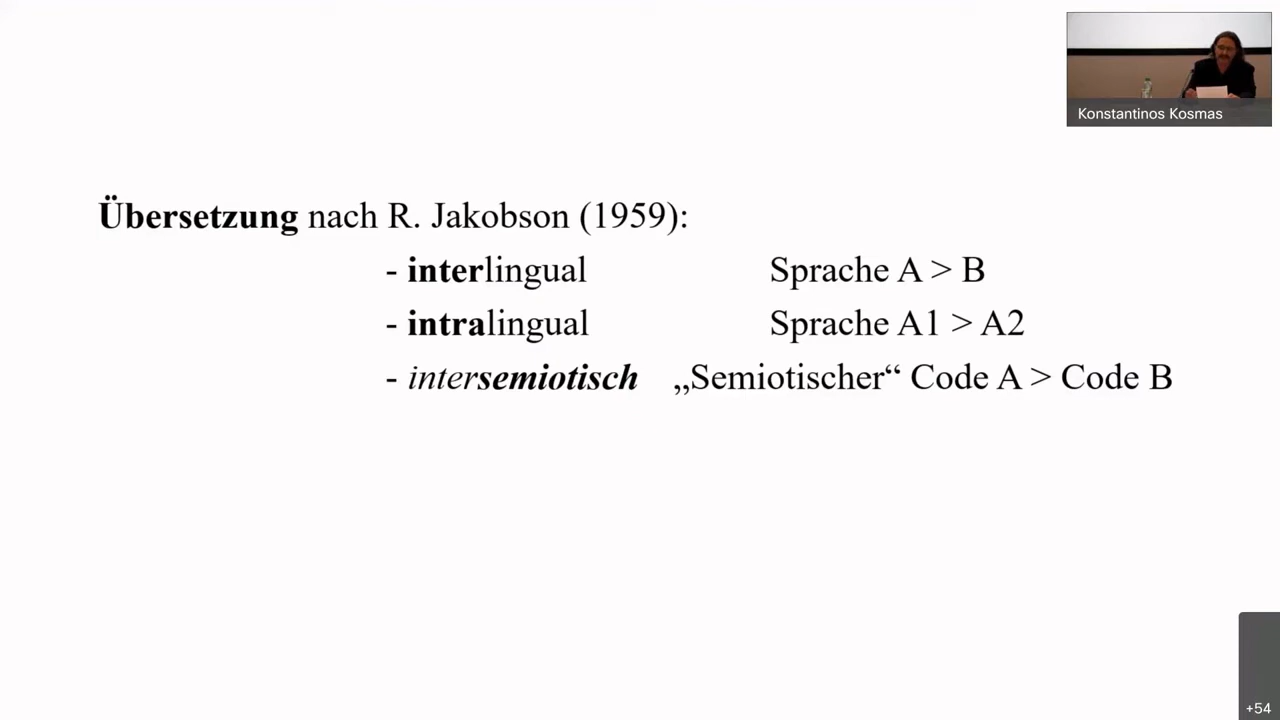 Konstantinos Kosmas
Übersetzung nach R. Jakobson (1959):
- interlingual Sprache A > B
- intralingual Sprache A1 > A2
- intersemiotisch „Semiotischer“ Code A > Code B
+54